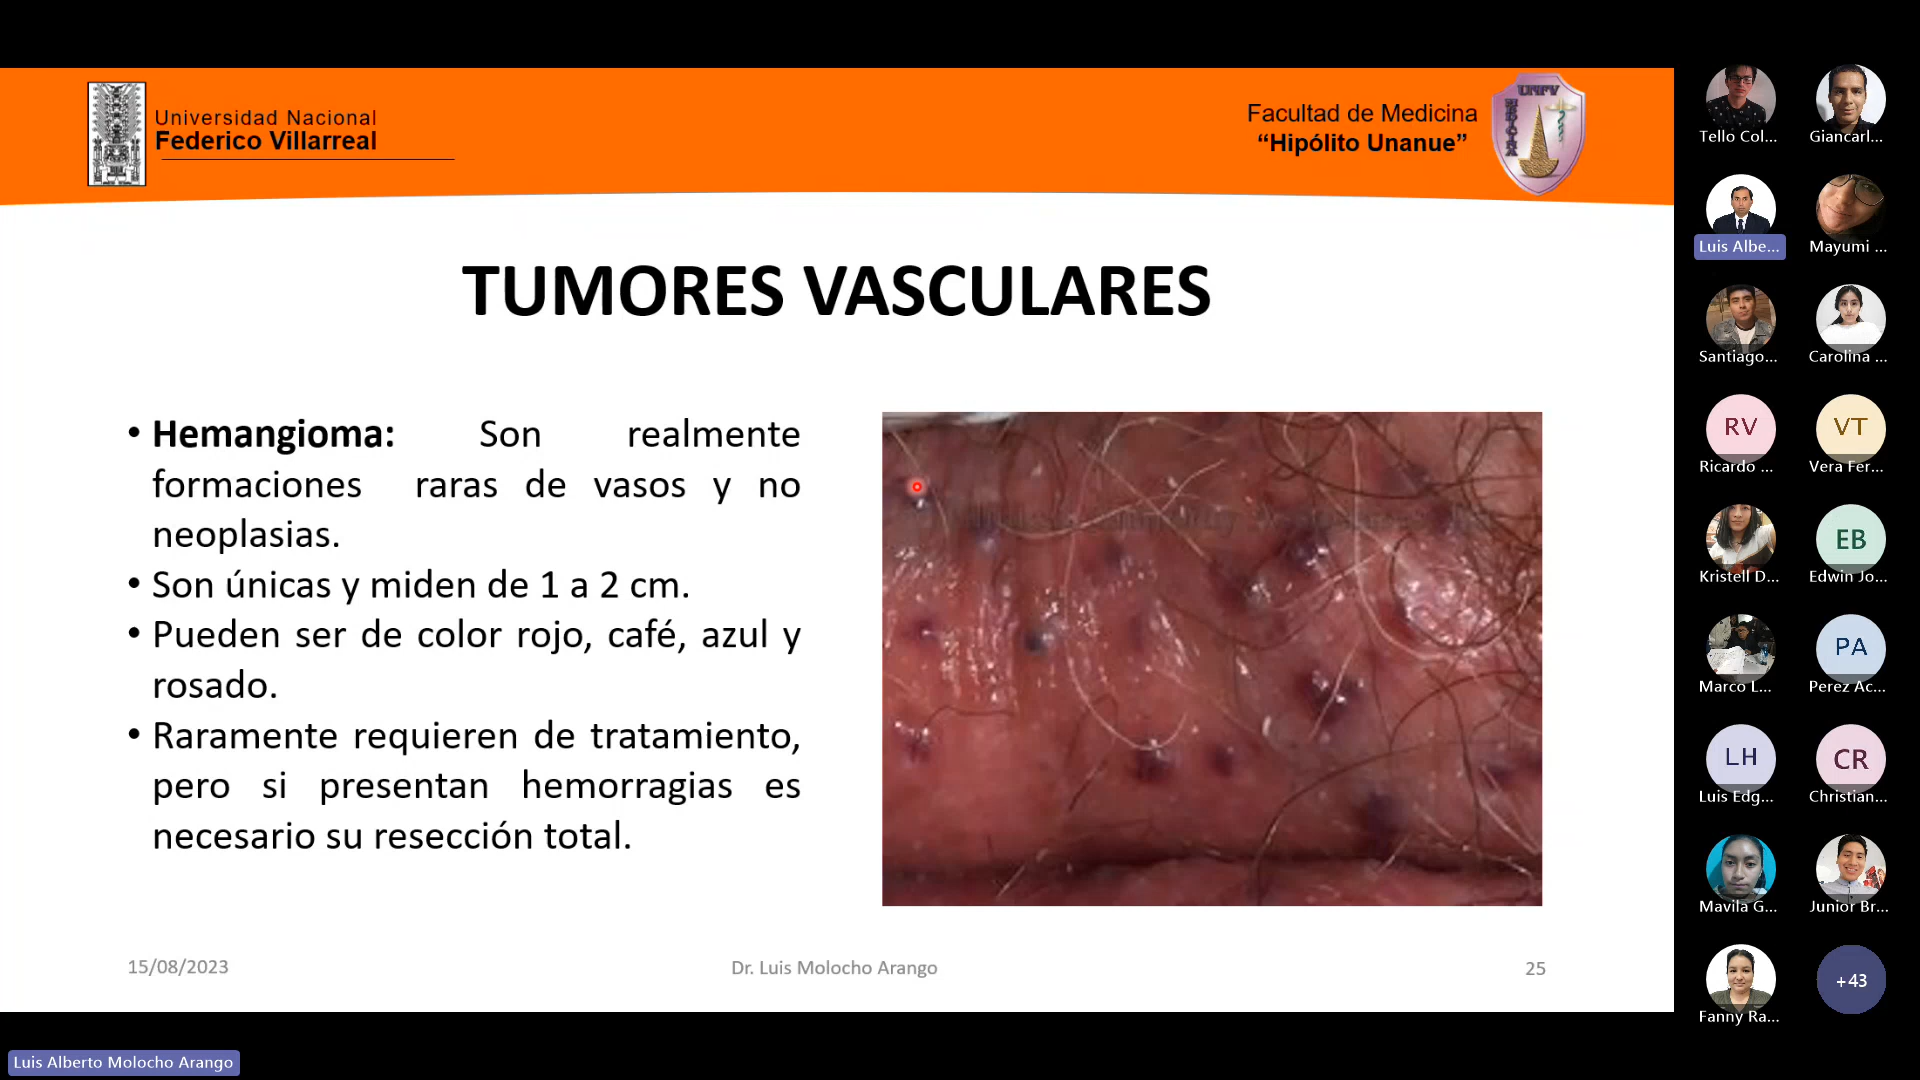 Universidad Nacional
Federico Villarreal
Facultad de Medicina
“Hipólito Unanue”
UNFV
TUMORES VASCULARES
• Hemangioma: Son realmente
formaciones raras de vasos y no
neoplasias.
• Son únicas y miden de 1 a 2 cm.
• Pueden ser de color rojo, café, azul y
rosado.
• Raramente requieren de tratamiento,
pero si presentan hemorragias es
necesario su resección total.
15/08/2023
Dr. Luis Molocho Arango
25
Tello Col...
Giancarl...
Luis Albe...
Mayumi ...
Santiago...
Carolina ...
RV
VT
Ricardo ...
Vera Fer...
EB
Kristell D...
Edwin Jo...
PA
Marco L...
Perez Ac...
LH
CR
Luis Edg...
Christian...
Mavila G...
Junior Br...
+43
Fanny Ra...
Luis Alberto Molocho Arango